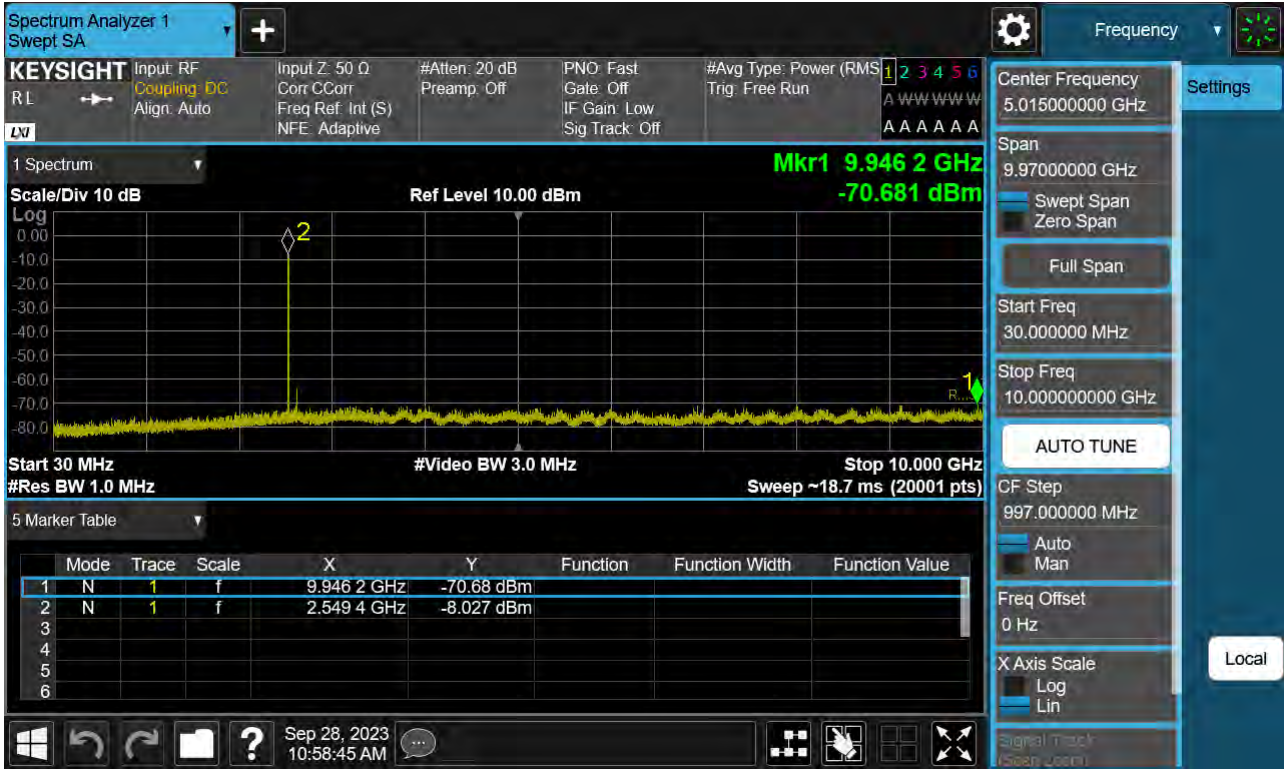 Spectrum Analyzer 1
Swept SA
+
Frequency
KEYSIGHT
RL
LXI
Input: RF
Coupling: DC
Align: Auto
Input Z: 50 Ω
Corr CCorr
Freq Ref: Int (S)
NFE: Adaptive
#Atten: 20 dB
Preamp: Off
PNO: Fast
Gate: Off
IF Gain: Low
Sig Track: Off
#Avg Type: Power (RMS
Trig: Free Run
1 2 3 4 5 6
A W W W W W
A A A A A A
1 Spectrum
Scale/Div 10 dB
Ref Level 10.00 dBm
Mkr1 9.946 2 GHz
-70.681 dBm
Log
0.00
-10.0
-20.0
-30.0
-40.0
-50.0
-60.0
-70.0
-80.0
2
1
Start 30 MHz
#Video BW 3.0 MHz
Stop 10.000 GHz
#Res BW 1.0 MHz
Sweep ~18.7 ms (20001 pts)
5 Marker Table
Mode Trace Scale X Y Function Function Width Function Value
1 N 1 f 9.946 2 GHz -70.68 dBm
2 N 1 f 2.549 4 GHz -8.027 dBm
3
4
5
6
Center Frequency
5.015000000 GHz
Span
9.97000000 GHz
Swept Span
Zero Span
Full Span
Start Freq
30.000000 MHz
Stop Freq
10.000000000 GHz
AUTO TUNE
CF Step
997.000000 MHz
Auto
Man
Freq Offset
0 Hz
X Axis Scale
Log
Lin
Signal Track
(Span Zoom)
Settings
Local
?
Sep 28, 2023
10:58:45 AM